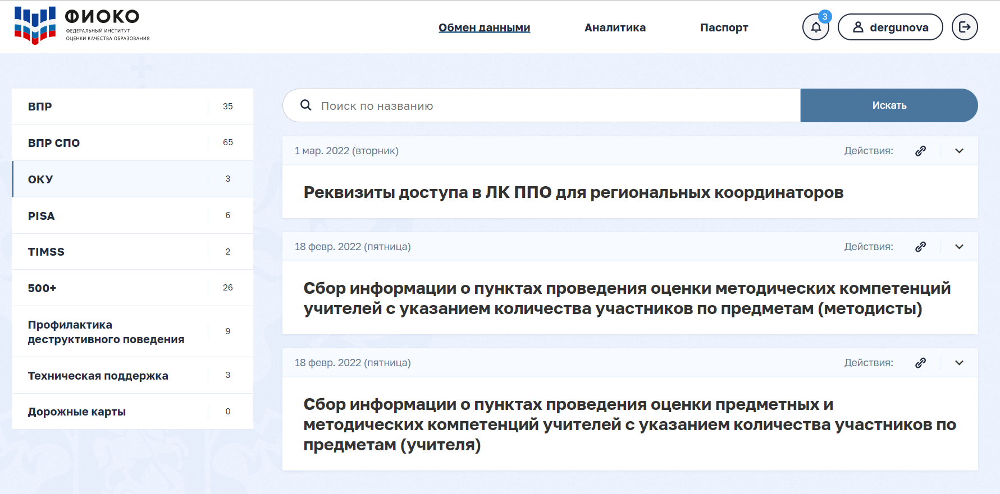 ФИОКО
ФЕДЕРАЛЬНЫЙ ИНСТИТУТ
ОЦЕНКИ КАЧЕСТВА ОБРАЗОВАНИЯ
Обмен данными
Аналитика
Паспорт
3
dergunova
ВПР 35
ВПР СПО 65
ОКУ 3
PISA 6
TIMSS 2
500+ 26
Профилактика
деструктивного поведения 9
Техническая поддержка 3
Дорожные карты 0
Поиск по названию
Искать
1 мар. 2022 (вторник) Действия:
Реквизиты доступа в ЛК ППО для региональных координаторов
18 февр. 2022 (пятница) Действия:
Сбор информации о пунктах проведения оценки методических компетенций
учителей с указанием количества участников по предметам (методисты)
18 февр. 2022 (пятница) Действия:
Сбор информации о пунктах проведения оценки предметных и
методических компетенций учителей с указанием количества участников по
предметам (учителя)